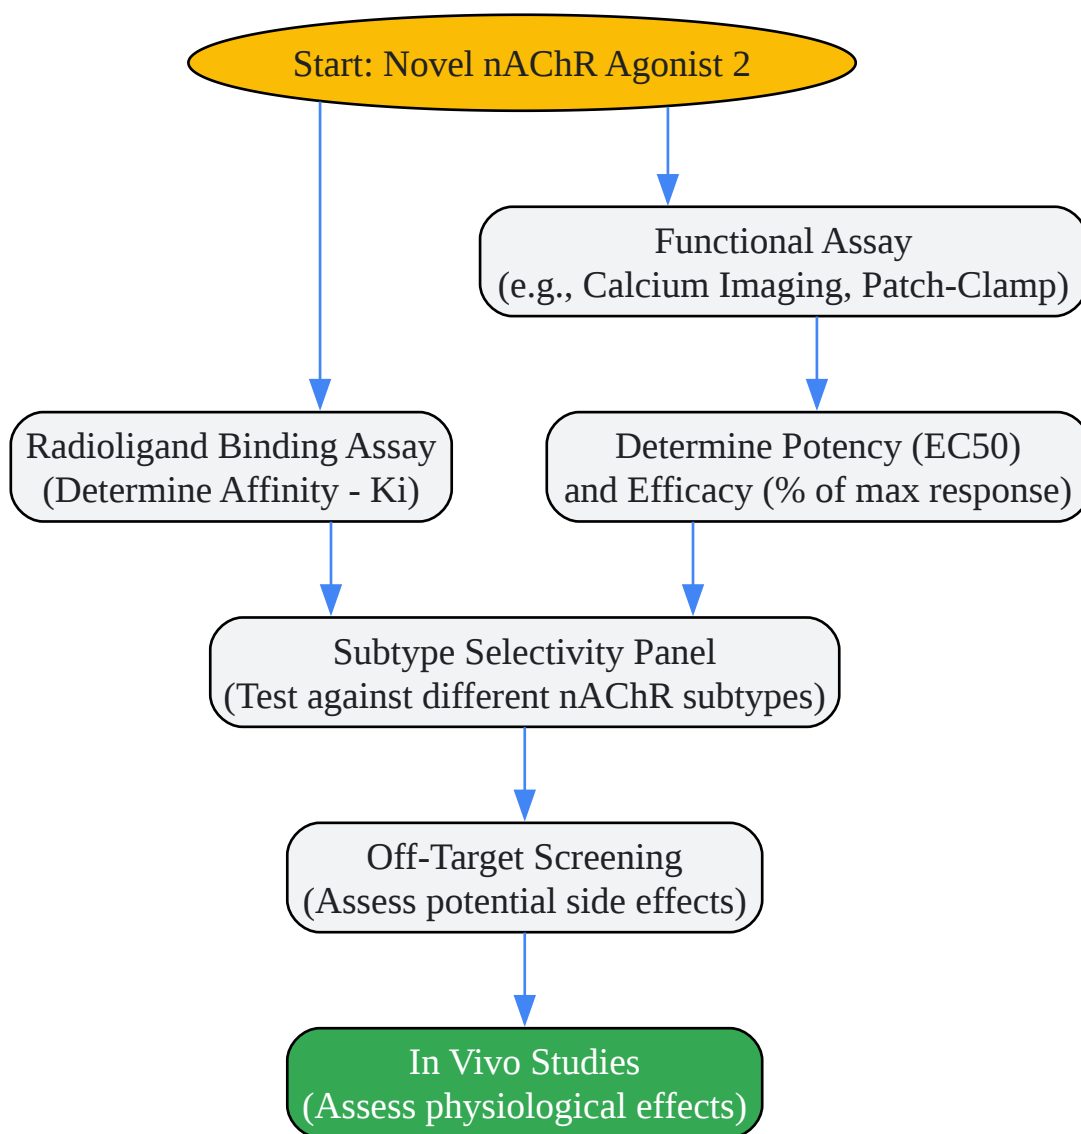 Start: Novel nAChR Agonist 2
Functional Assay
(e.g., Calcium Imaging, Patch-Clamp)
Radioligand Binding Assay
(Determine Affinity - Ki)
Determine Potency (EC50)
and Efficacy (% of max response)
Subtype Selectivity Panel
(Test against different nAChR subtypes)
Off-Target Screening
(Assess potential side effects)
In Vivo Studies
(Assess physiological effects)